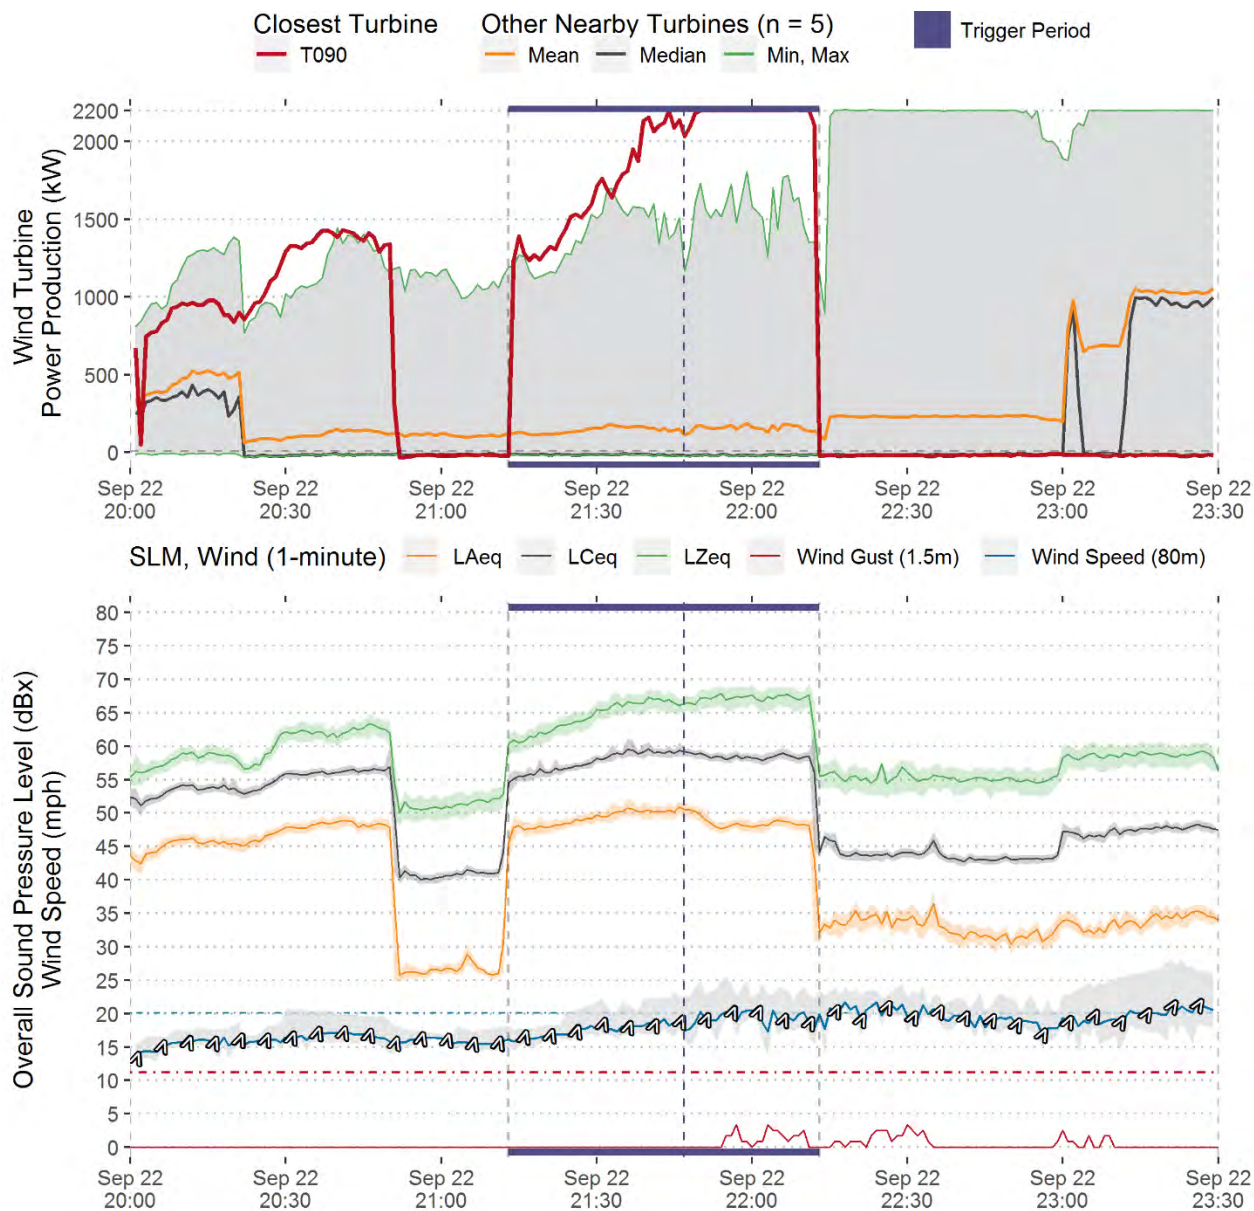 Closest Turbine
T090
Other Nearby Turbines (n = 5)
Mean
Median
Min, Max
Trigger Period
Wind Turbine
Power Production (kW)
2200
2000
1500
1000
500
0
Sep 22
20:00
Sep 22
20:30
Sep 22
21:00
Sep 22
21:30
Sep 22
22:00
Sep 22
22:30
Sep 22
23:00
Sep 22
23:30
SLM, Wind (1-minute)
LAeq
LCeq
LZeq
Wind Gust (1.5m)
Wind Speed (80m)
Overall Sound Pressure Level (dBx)
Wind Speed (mph)
80
75
70
65
60
55
50
45
40
35
30
25
20
15
10
5
0
Sep 22
20:00
Sep 22
20:30
Sep 22
21:00
Sep 22
21:30
Sep 22
22:00
Sep 22
22:30
Sep 22
23:00
Sep 22
23:30